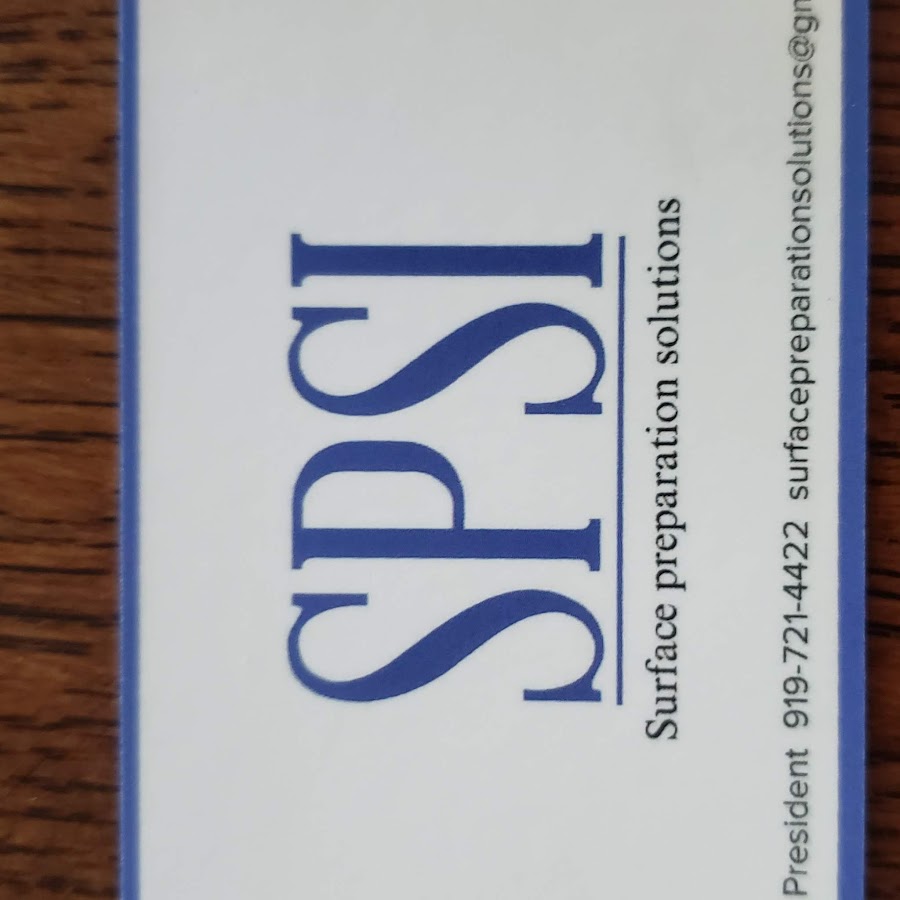 SPSI
Surface preparation solutions
President 919-721-4422 surfacepreparationsolutions@gm